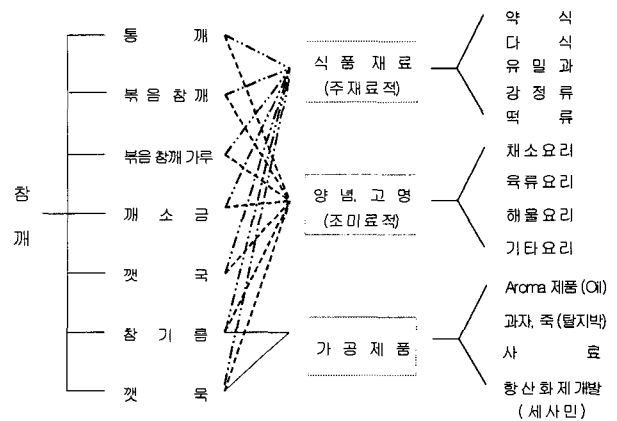 참
깨
통 깨
볶음참깨
볶음참깨가루
깨 소 금
깻 국
참 기 름
깻 묵
식 품 재 료
(주재료적)
양 념, 고 명
(조미료적)
가 공 제 품
약 식
다 식
유 밀 과
강 정 류
떡 류
채소요리
육류요리
해물요리
기타요리
Aroma 제품(Oil)
과자, 죽(탈지박)
사 료
항산화제개발
(세사민)